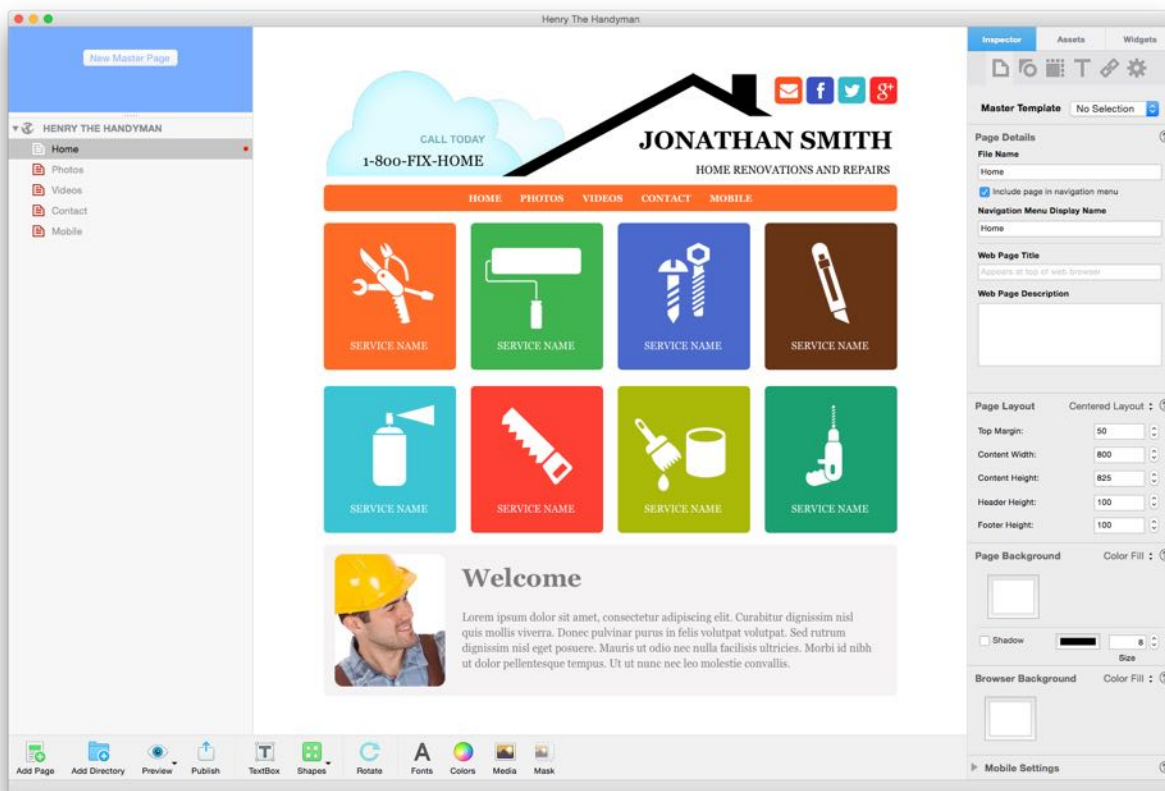 Henry The Handyman
New Master Page
HENRY THE HANDYMAN
Home
Photos
Videos
Contact
Mobile
CALL TODAY
1-800-FIX-HOME
f
g+
JONATHAN SMITH
HOME RENOVATIONS AND REPAIRS
HOME PHOTOS VIDEOS CONTACT MOBILE
SERVICE NAME SERVICE NAME SERVICE NAME SERVICE NAME
SERVICE NAME SERVICE NAME SERVICE NAME SERVICE NAME
Welcome
Lorem ipsum dolor sit amet, consectetur adipiscing elit. Curabitur dignissim nisl
quis mollis viverra. Donec pulvinar purus in felis volutpat volutpat. Sed rutrum
dignissim nisl eget posuere. Mauris ut odio nec nulla facilisis ultricies. Morbi id nibh
ut dolor pellentesque tempus. Ut ut nunc nec leo molestie convallis.
Inspector Assets Widgets
T
Master Template No Selection
Page Details ?
File Name
Home
Include page in navigation menu
Navigation Menu Display Name
Home
Web Page Title
Appears at top of web browser
Web Page Description
Page Layout Centered Layout ?
Top Margin: 50
Content Width: 800
Content Height: 825
Header Height: 100
Footer Height: 100
Page Background Color Fill ?
Shadow 8
Size
Browser Background Color Fill ?
Mobile Settings ?
T A
Add Page Add Directory Preview Publish TextBox Shapes Rotate Fonts Colors Media Mask